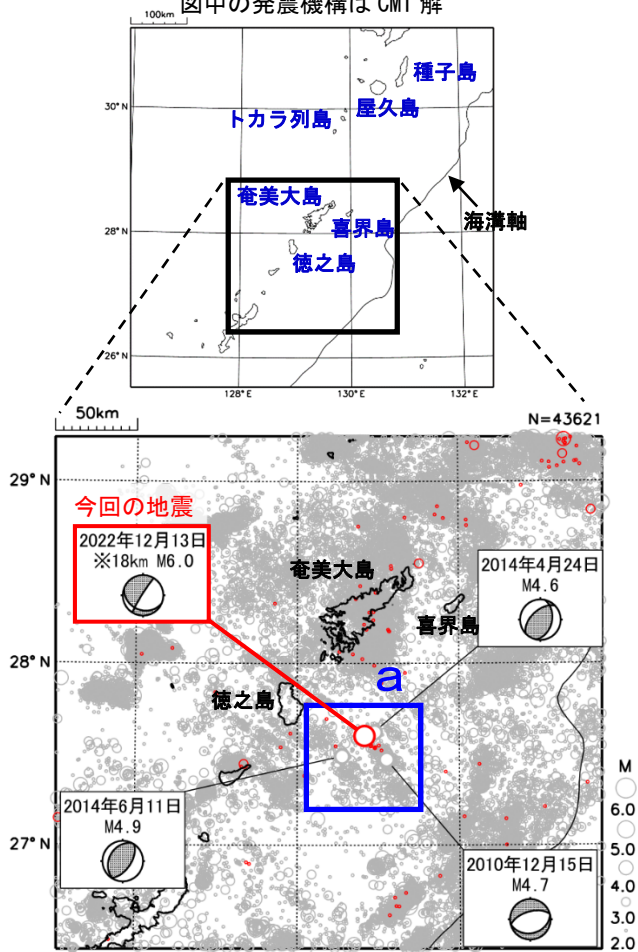 図中の発震機構は CMT 解
100km
種子島
30°N
屋久島
トカラ列島
奄美大島
海溝軸
喜界島
28°N
徳之島
26°N
128°E
130°E
132°E
50km
N=43621
29°N
今回の地震
2022年12月13日
※18km M6.0
奄美大島
2014年4月24日
M4.6
喜界島
28°N
a
徳之島
M
2014年6月11日
M4.9
6.0
5.0
27°N
2010年12月15日
M4.7
4.0
3.0
2.0